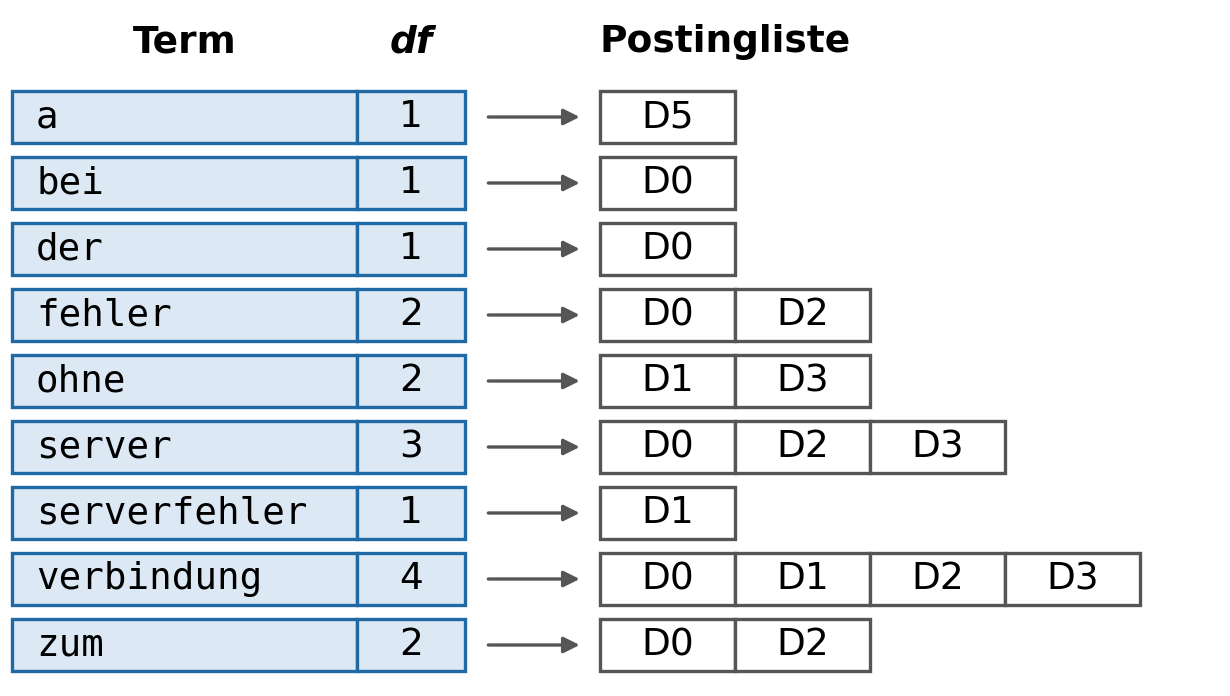 Term df Postingliste
a 1 D5
bei 1 D0
der 1 D0
fehler 2 D0 D2
ohne 2 D1 D3
server 3 D0 D2 D3
serverfehler 1 D1
verbindung 4 D0 D1 D2 D3
zum 2 D0 D2